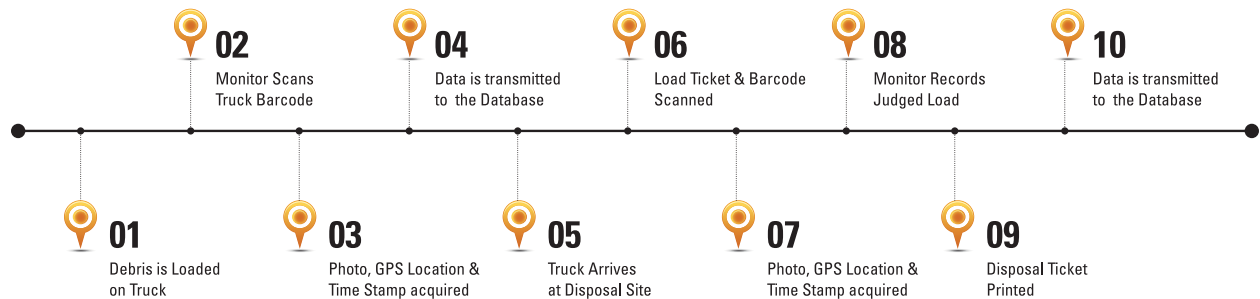 01
Debris is Loaded
on Truck
02
Monitor Scans
Truck Barcode
03
Photo, GPS Location &
Time Stamp acquired
04
Data is transmitted
to the Database
05
Truck Arrives
at Disposal Site
06
Load Ticket & Barcode
Scanned
07
Photo, GPS Location &
Time Stamp acquired
08
Monitor Records
Judged Load
09
Disposal Ticket
Printed
10
Data is transmitted
to the Database